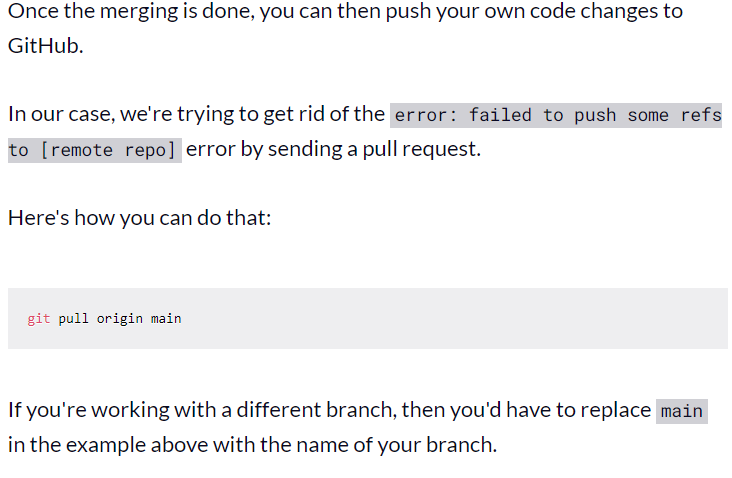 Once the merging is done, you can then push your own code changes to
GitHub.
In our case, we're trying to get rid of the error: failed to push some refs
to [remote repo] error by sending a pull request.
Here's how you can do that:
git pull origin main
If you're working with a different branch, then you'd have to replace main
in the example above with the name of your branch.